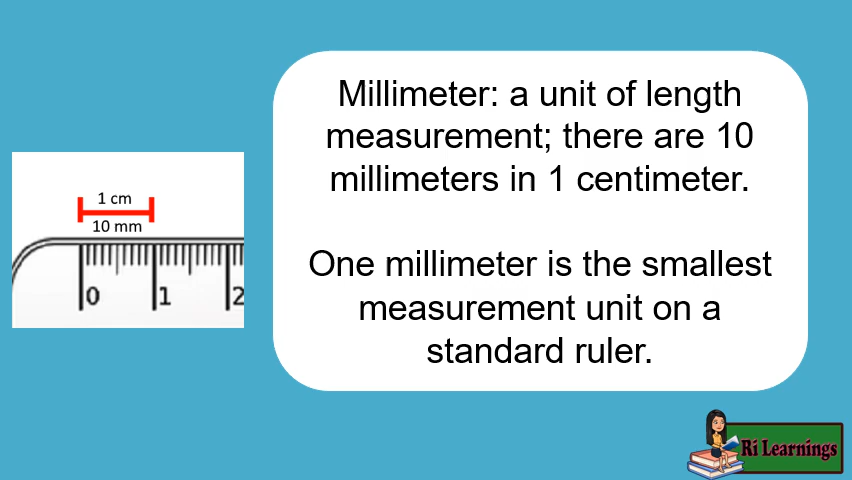 Millimeter: a unit of length
measurement; there are 10
millimeters in 1 centimeter.
One millimeter is the smallest
measurement unit on a
standard ruler.
1 cm
10 mm
0 1 2
Ri Learnings